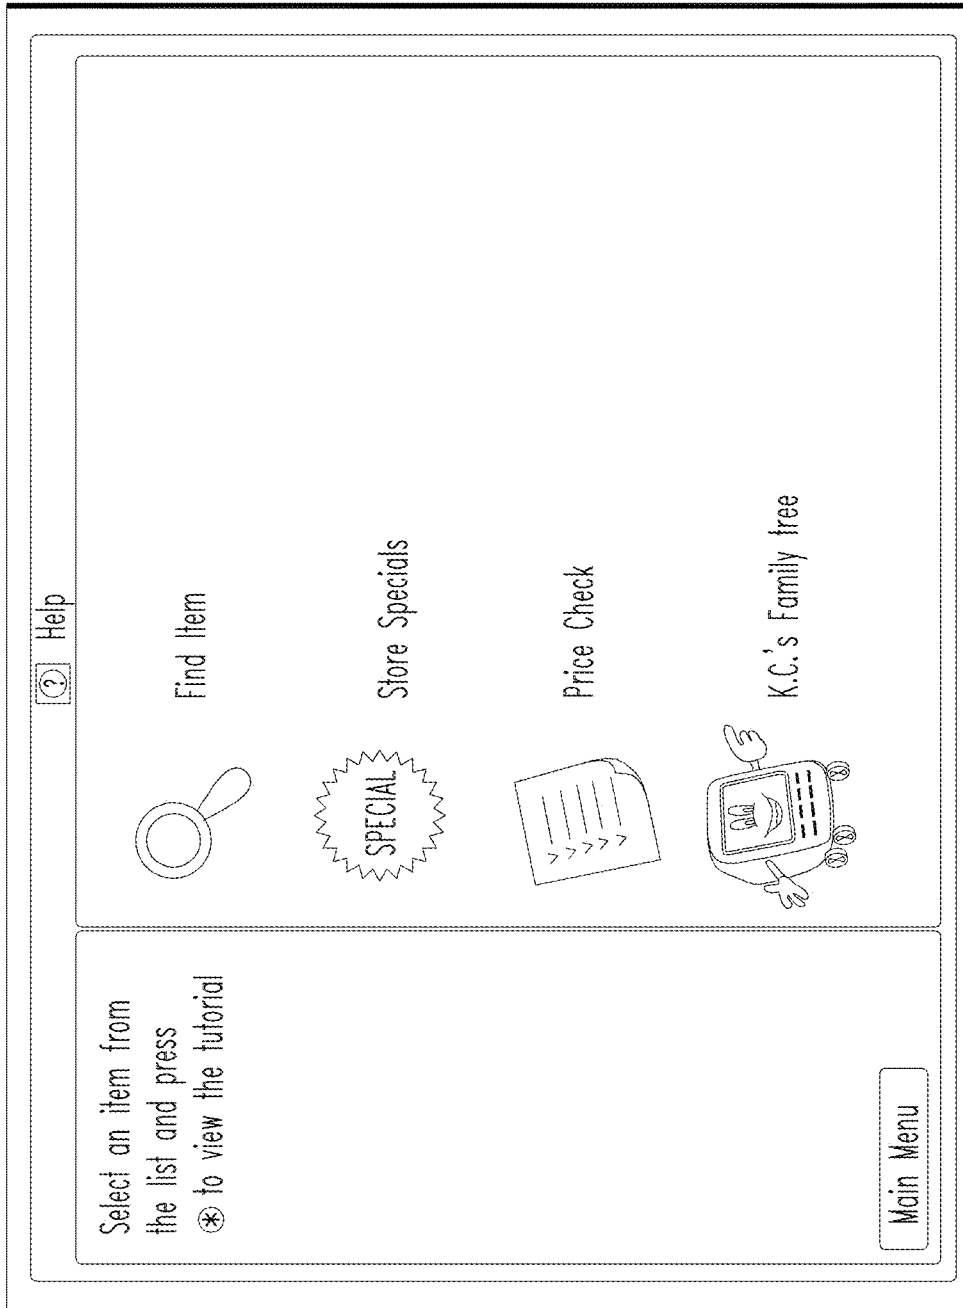 ? Help
Select an item from
the list and press
* to view the tutorial
Main Menu
Find Item
SPECIAL
Store Specials
Price Check
K.C.'s Family tree